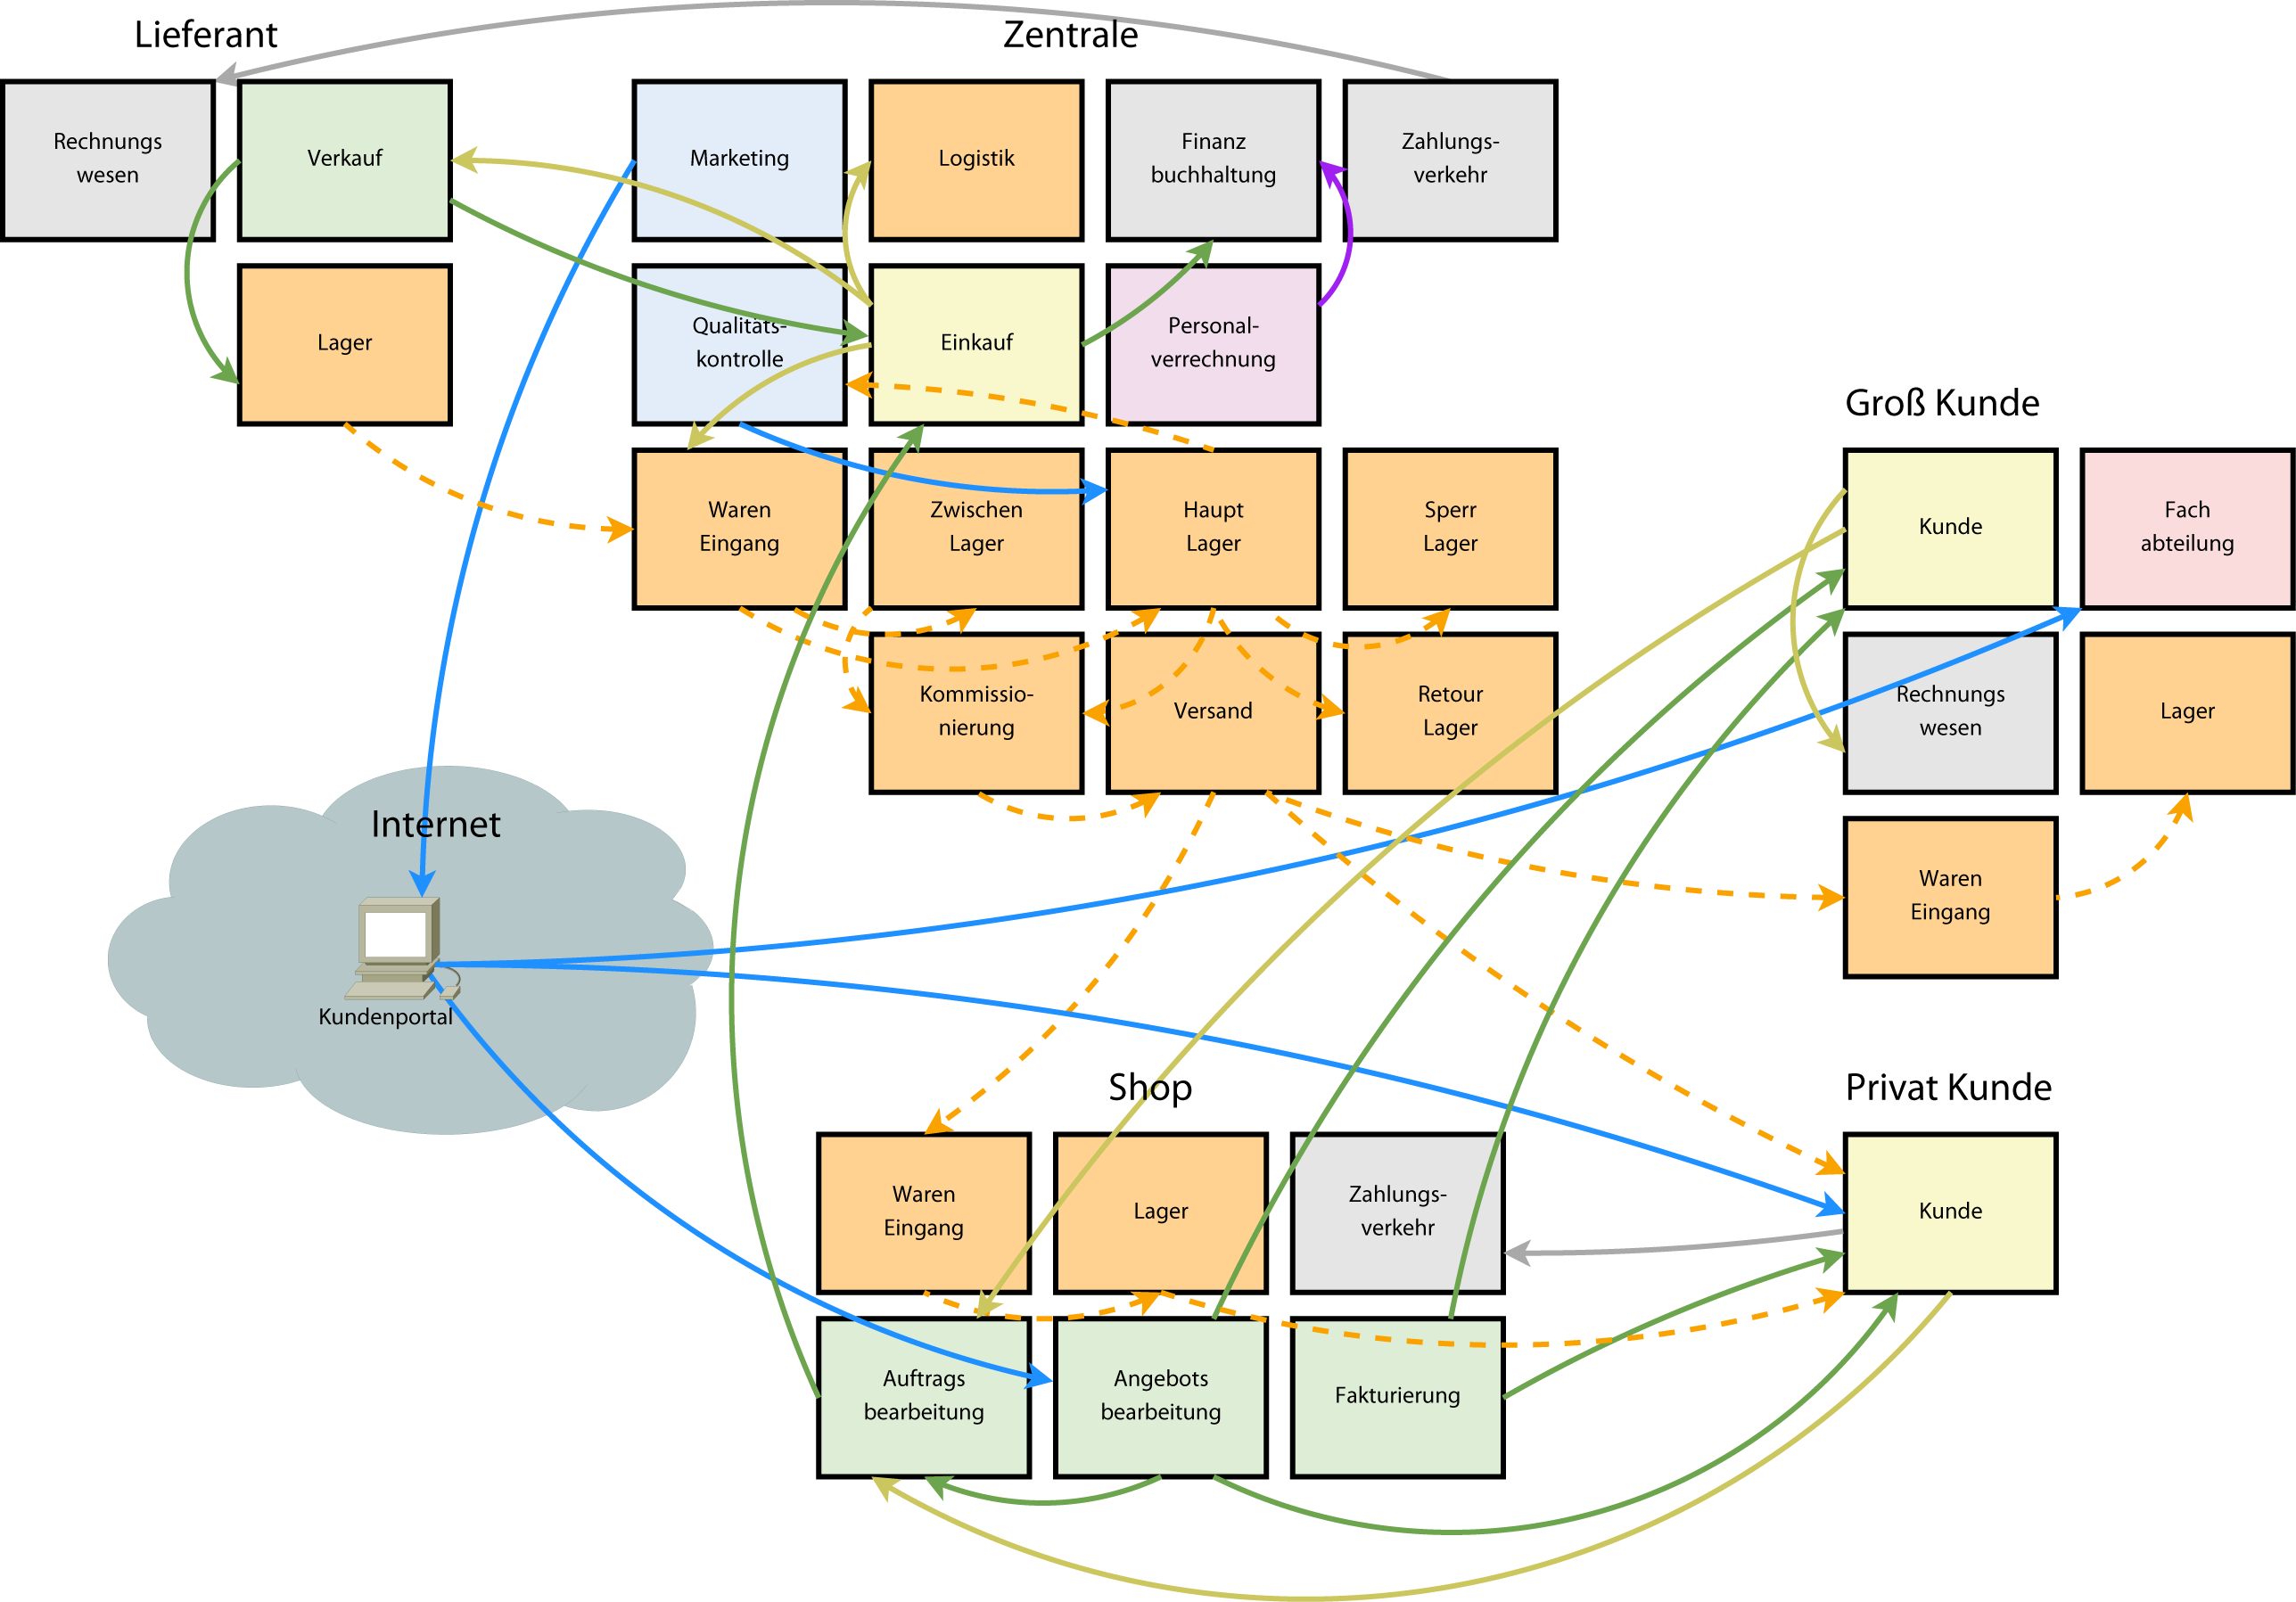 Lieferant
Zentrale
Rechnungs
wesen
Verkauf
Marketing
Logistik
Finanz
buchhaltung
Zahlungs-
verkehr
Lager
Qualitäts-
kontrolle
Einkauf
Personal-
verrechnung
Groß Kunde
Waren
Eingang
Zwischen
Lager
Haupt
Lager
Sperr
Lager
Kunde
Fach
abteilung
Kommissio-
nierung
Versand
Retour
Lager
Rechnungs
wesen
Lager
Internet
Waren
Eingang
Kundenportal
Shop
Privat Kunde
Waren
Eingang
Lager
Zahlungs-
verkehr
Kunde
Auftrags
bearbeitung
Angebots
bearbeitung
Fakturierung